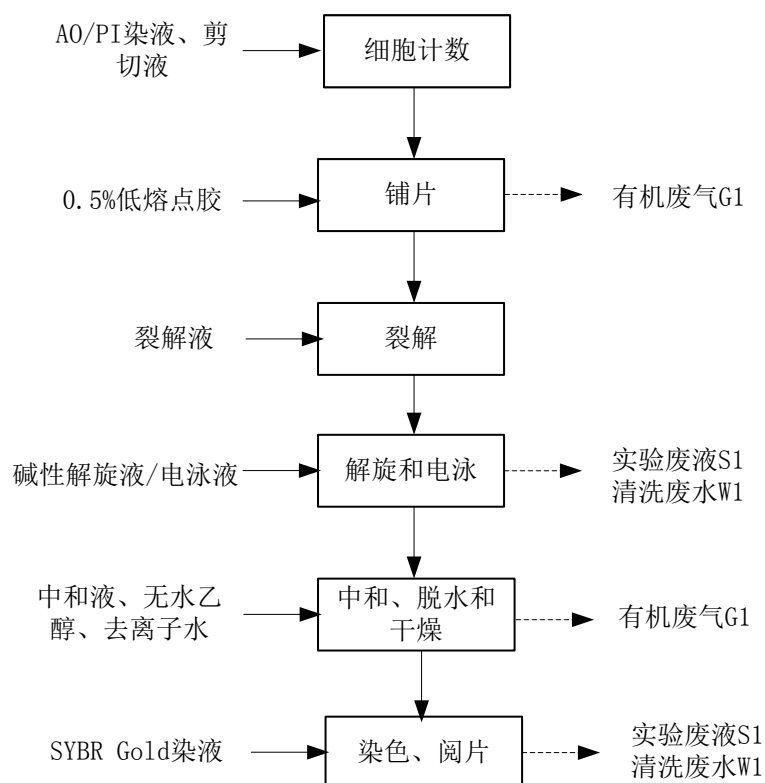 AO/PI染液、剪
切液
细胞计数
0.5%低熔点胶
铺片
有机废气G1
裂解液
裂解
碱性解旋液/电泳液
解旋和电泳
实验废液S1
清洗废水W1
中和液、无水乙
醇、去离子水
中和、脱水和
干燥
有机废气G1
SYBR Gold染液
染色、阅片
实验废液S1
清洗废水W1